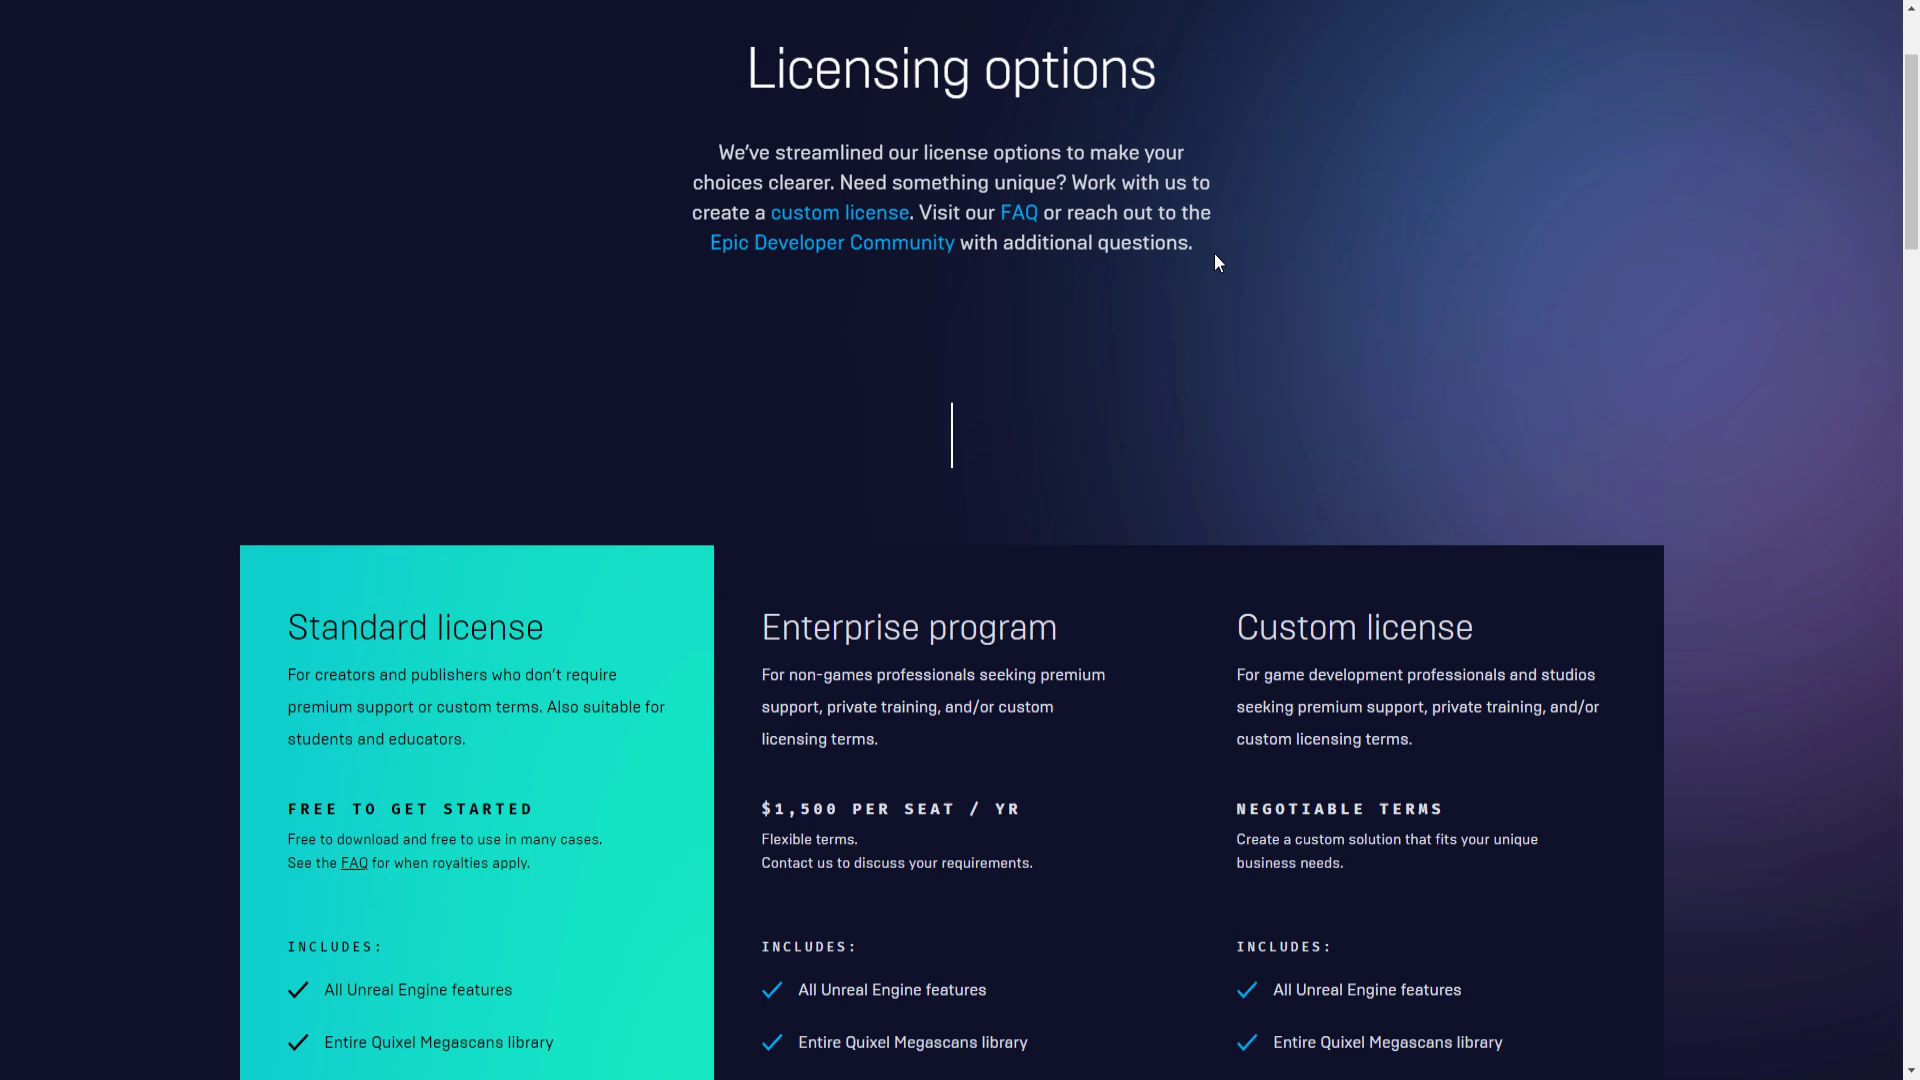 Licensing options
We've streamlined our license options to make your
choices clearer. Need something unique? Work with us to
create a custom license. Visit our FAQ or reach out to the
Epic Developer Community with additional questions.
Standard license
For creators and publishers who don't require
premium support or custom terms. Also suitable for
students and educators.
FREE TO GET STARTED
Free to download and free to use in many cases.
See the FAQ for when royalties apply.
INCLUDES:
All Unreal Engine features
Entire Quixel Megascans library
Enterprise program
For non-games professionals seeking premium
support, private training, and/or custom
licensing terms.
$1,500 PER SEAT / YR
Flexible terms.
Contact us to discuss your requirements.
INCLUDES:
All Unreal Engine features
Entire Quixel Megascans library
Custom license
For game development professionals and studios
seeking premium support, private training, and/or
custom licensing terms.
NEGOTIABLE TERMS
Create a custom solution that fits your unique
business needs.
INCLUDES:
All Unreal Engine features
Entire Quixel Megascans library